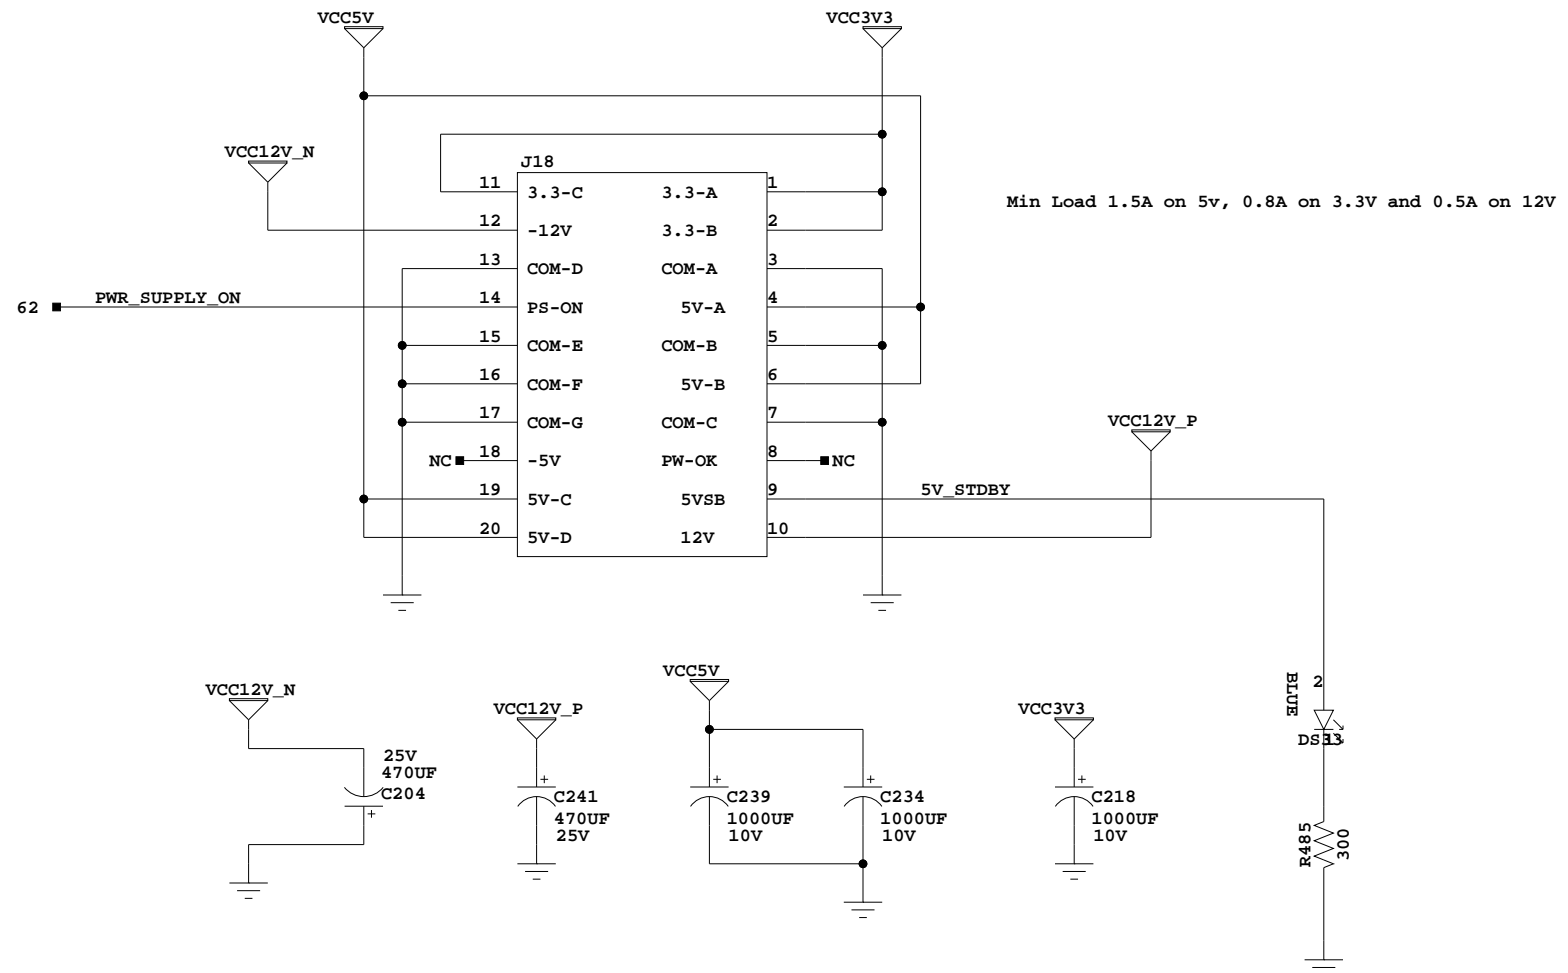 VCC5V
VCC3V3
VCC12V_N
J18
11 3.3-C 3.3-A 1
Min Load 1.5A on 5v, 0.8A on 3.3V and 0.5A on 12V
12 -12V 3.3-B 2
13 COM-D COM-A 3
62 PWR_SUPPLY_ON 14 PS-ON 5V-A 4
15 COM-E COM-B 5
16 COM-F 5V-B 6
17 COM-G COM-C 7
VCC12V_P
NC 18 -5V PW-OK 8 NC
19 5V-C 5VSB 9 5V_STDBY
20 5V-D 12V 10
VCC12V_N
25V
470UF
C204
+
VCC12V_P
+
C241
470UF
25V
VCC5V
+
C239
1000UF
10V
+
C234
1000UF
10V
VCC3V3
+
C218
1000UF
10V
BLUE
2
DS33
R485
300